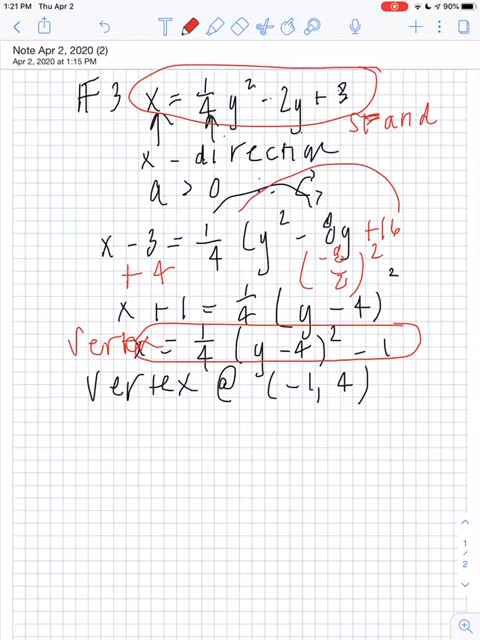 1:21 PM Thu Apr 2
90%
Note Apr 2, 2020 (2)
Apr 2, 2020 at 1:15 PM
# 3 x = 1/4 y² - 2y + 3
stand
x - direction
a > 0
x - 3 = 1/4 (y² - 8y + 16
+ 4 (-8/2)²
x + 1 = 1/4 (y - 4)²
vertex x = 1/4 (y - 4)² - 1
vertex @ (-1, 4)
1
2